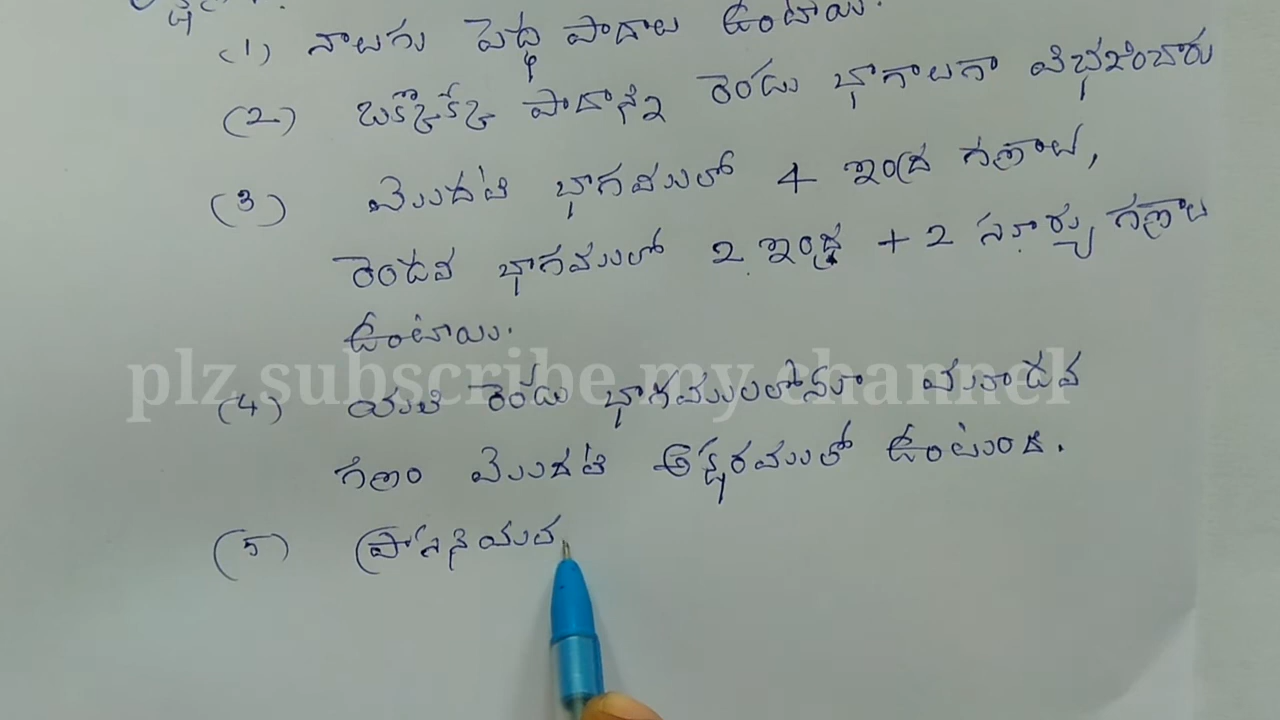 (1) నాలుగు పెద్ద పాదాలు ఉంటాయి.
(2) ఒక్కొక్క పాదాన్ని రెండు భాగాలుగా విభజించారు
(3) మొదటి భాగములో 4 ఇంద్ర గణాలు,
రెండవ భాగములో 2 ఇంద్ర + 2 సూర్య గణాలు
ఉంటాయి.
plz subscribe my channel
(4) యతి రెండు భాగములలోనూ మూడవ
గణం మొదటి అక్షరములో ఉంటుంది.
(5) ప్రాసనియమ